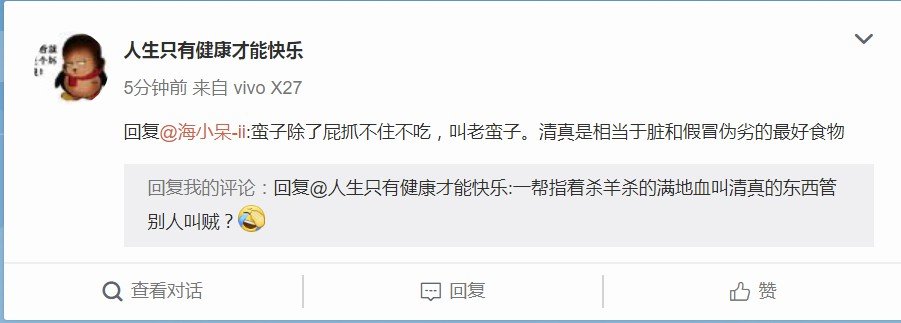 人生只有健康才能快乐
5分钟前 来自 vivo X27
回复@海小呆-ii:蛮子除了屁抓不住不吃，叫老蛮子。清真是相当于脏和假冒伪劣的最好食物
回复我的评论：回复@人生只有健康才能快乐:一帮指着杀羊杀的满地血叫清真的东西管
别人叫贼？
查看对话
回复
赞